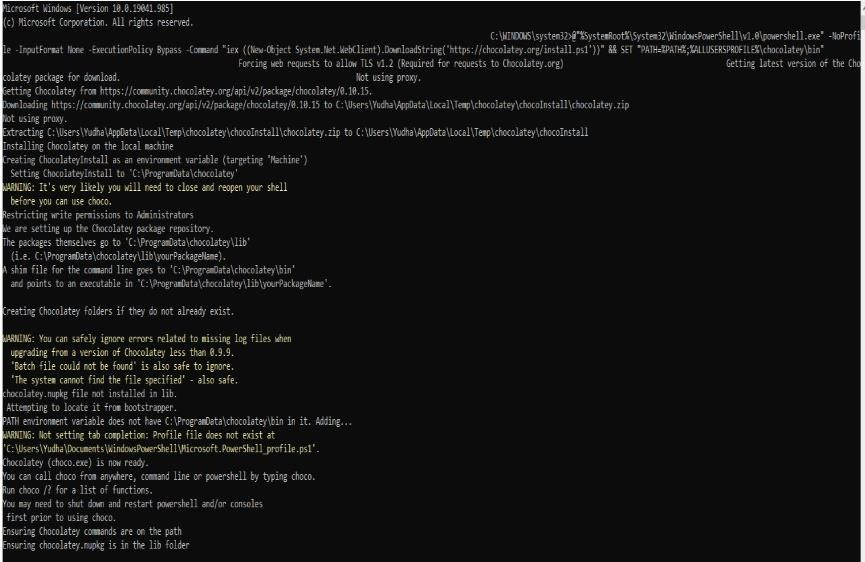 Microsoft Windows [Version 10.0.19041.985]
(c) Microsoft Corporation. All rights reserved.
C:\WINDOWS\system32>@"%SystemRoot%\System32\WindowsPowerShell\v1.0\powershell.exe" -NoProfi
le -InputFormat None -ExecutionPolicy Bypass -Command "iex ((New-Object System.Net.WebClient).DownloadString('https://chocolatey.org/install.ps1'))" && SET "PATH=%PATH%;%ALLUSERSPROFILE%\chocolatey\bin"
Forcing web requests to allow TLS v1.2 (Required for requests to Chocolatey.org) Getting latest version of the Cho
colatey package for download. Not using proxy.
Getting Chocolatey from https://community.chocolatey.org/api/v2/package/chocolatey/0.10.15.
Downloading https://community.chocolatey.org/api/v2/package/chocolatey/0.10.15 to C:\Users\Yudha\AppData\Local\Temp\chocolatey\chocoInstall\chocolatey.zip
Not using proxy.
Extracting C:\Users\Yudha\AppData\Local\Temp\chocolatey\chocoInstall\chocolatey.zip to C:\Users\Yudha\AppData\Local\Temp\chocolatey\chocoInstall
Installing Chocolatey on the local machine
Creating ChocolateyInstall as an environment variable (targeting 'Machine')
Setting ChocolateyInstall to 'C:\ProgramData\chocolatey'
WARNING: It's very likely you will need to close and reopen your shell
before you can use choco.
Restricting write permissions to Administrators
We are setting up the Chocolatey package repository.
The packages themselves go to 'C:\ProgramData\chocolatey\lib'
(i.e. C:\ProgramData\chocolatey\lib\yourPackageName).
A shim file for the command line goes to 'C:\ProgramData\chocolatey\bin'
and points to an executable in 'C:\ProgramData\chocolatey\lib\yourPackageName'.
Creating Chocolatey folders if they do not already exist.
WARNING: You can safely ignore errors related to missing log files when
upgrading from a version of Chocolatey less than 0.9.9.
'Batch file could not be found' is also safe to ignore.
'The system cannot find the file specified' - also safe.
chocolatey.nupkg file not installed in lib.
Attempting to locate it from bootstrapper.
PATH environment variable does not have C:\ProgramData\chocolatey\bin in it. Adding...
WARNING: Not setting tab completion: Profile file does not exist at
'C:\Users\Yudha\Documents\WindowsPowerShell\Microsoft.PowerShell_profile.ps1'.
Chocolatey (choco.exe) is now ready.
You can call choco from anywhere, command line or powershell by typing choco.
Run choco /? for a list of functions.
You may need to shut down and restart powershell and/or consoles
first prior to using choco.
Ensuring Chocolatey commands are on the path
Ensuring chocolatey.nupkg is in the lib folder